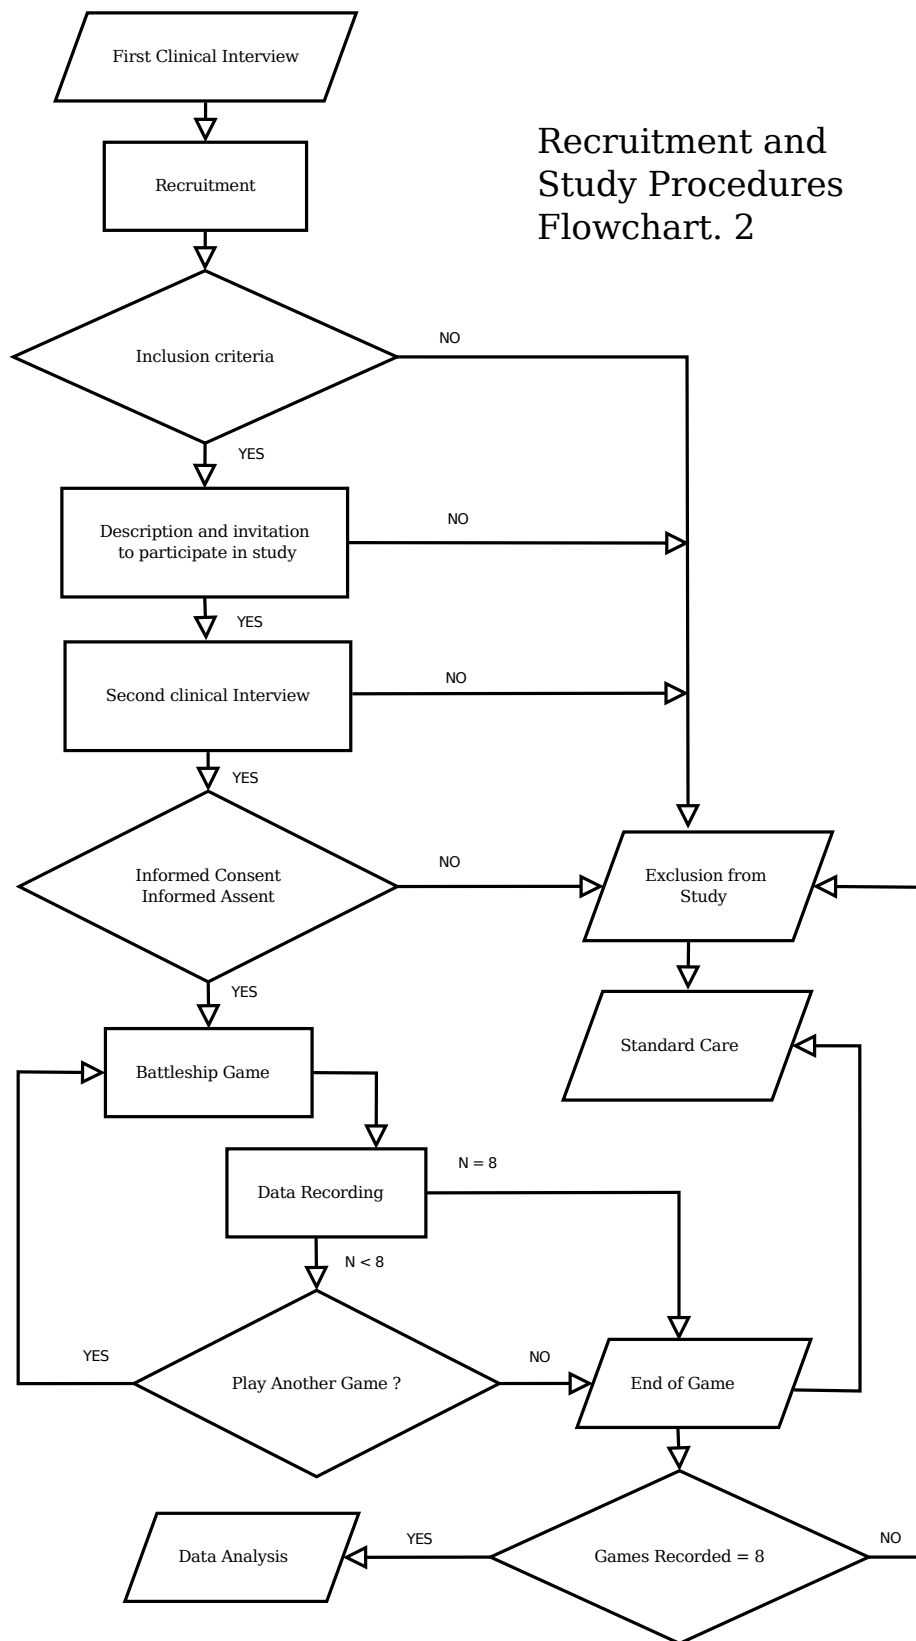 First Clinical Interview
Recruitment and
Study Procedures
Flowchart. 2
Recruitment
Inclusion criteria
NO
YES
Description and invitation
to participate in study
NO
YES
Second clinical Interview
NO
YES
Informed Consent
Informed Assent
NO
Exclusion from
Study
YES
Standard Care
Battleship Game
Data Recording
N = 8
N < 8
YES
Play Another Game ?
NO
End of Game
Data Analysis
YES
Games Recorded = 8
NO